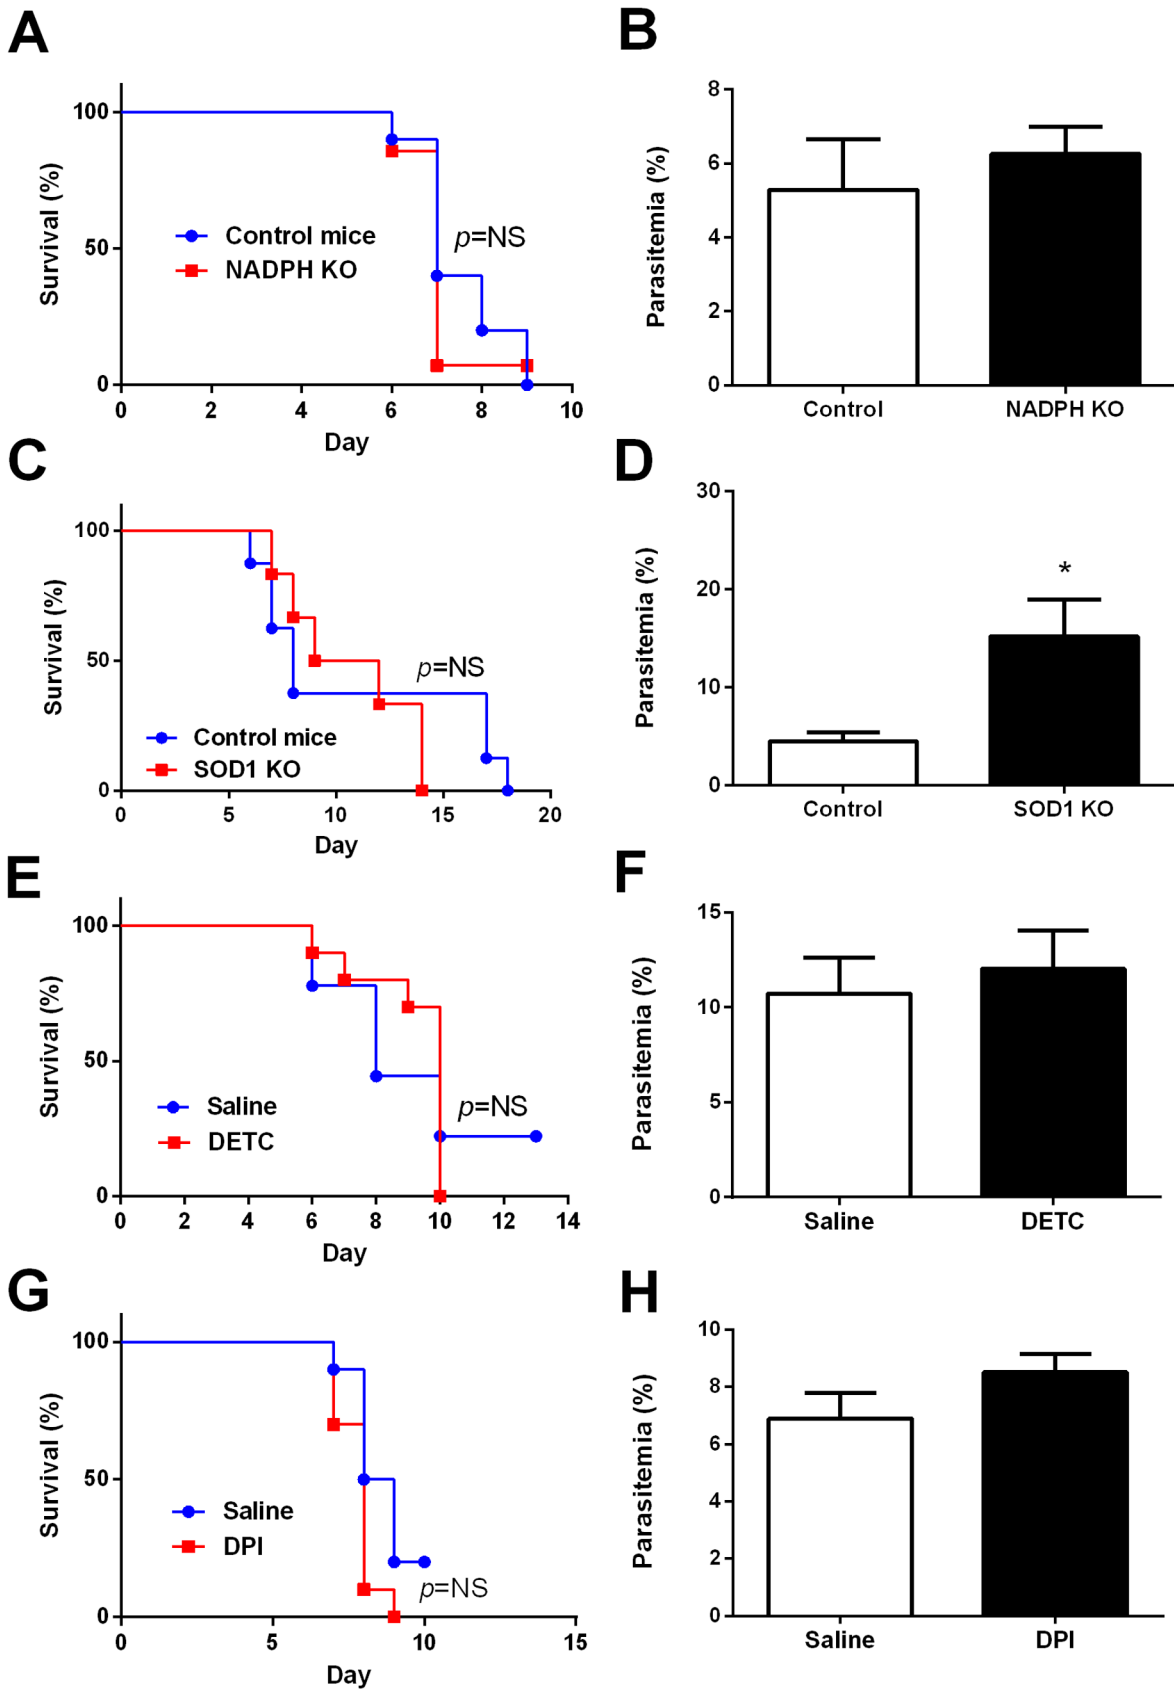 A
Survival (%)
100
50
0
Control mice
NADPH KO
p=NS
0 2 4 6 8 10
Day
B
Parasitemia (%)
8
6
4
2
0
Control NADPH KO
C
Survival (%)
100
50
0
p=NS
Control mice
SOD1 KO
0 5 10 15 20
Day
D
Parasitemia (%)
30
20
10
0
*
Control SOD1 KO
E
Survival (%)
100
50
0
Saline
DETC
p=NS
0 2 4 6 8 10 12 14
Day
F
Parasitemia (%)
15
10
5
0
Saline DETC
G
Survival (%)
100
50
0
Saline
DPI
p=NS
0 5 10 15
Day
H
Parasitemia (%)
10
8
6
4
2
0
Saline DPI